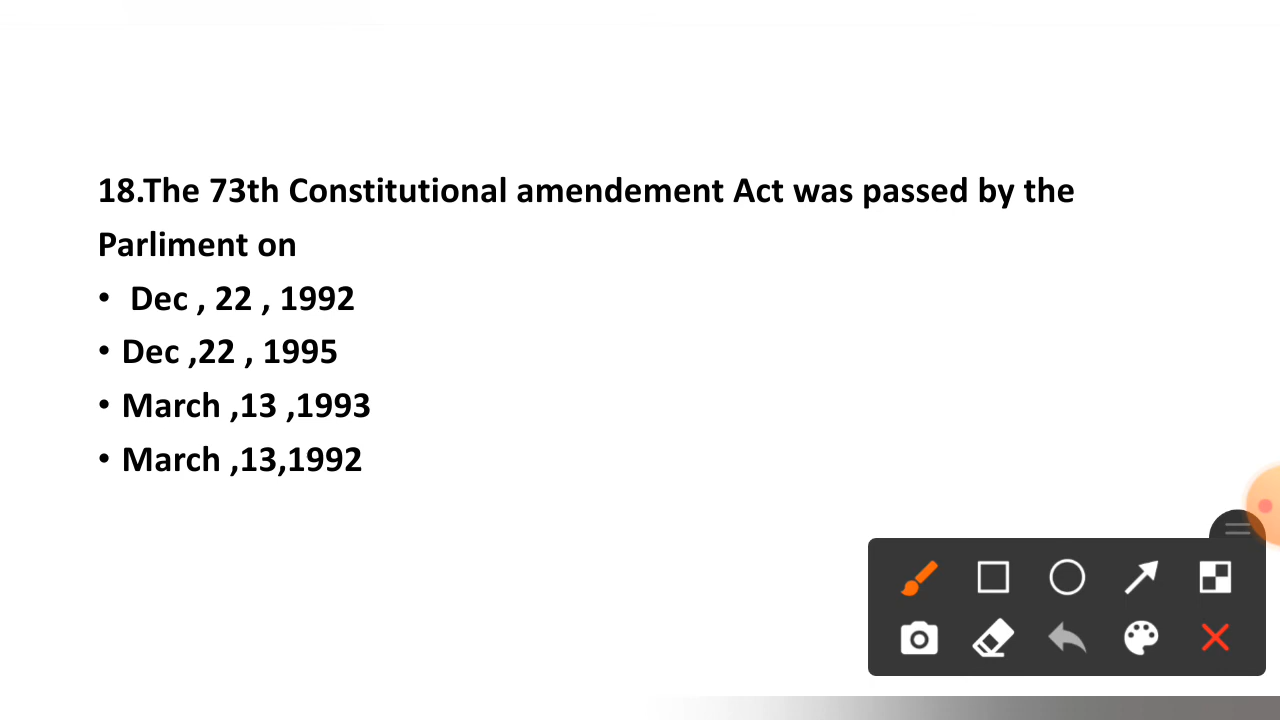 18.The 73th Constitutional amendement Act was passed by the
Parliment on
• Dec , 22 , 1992
• Dec ,22 , 1995
• March ,13 ,1993
• March ,13,1992